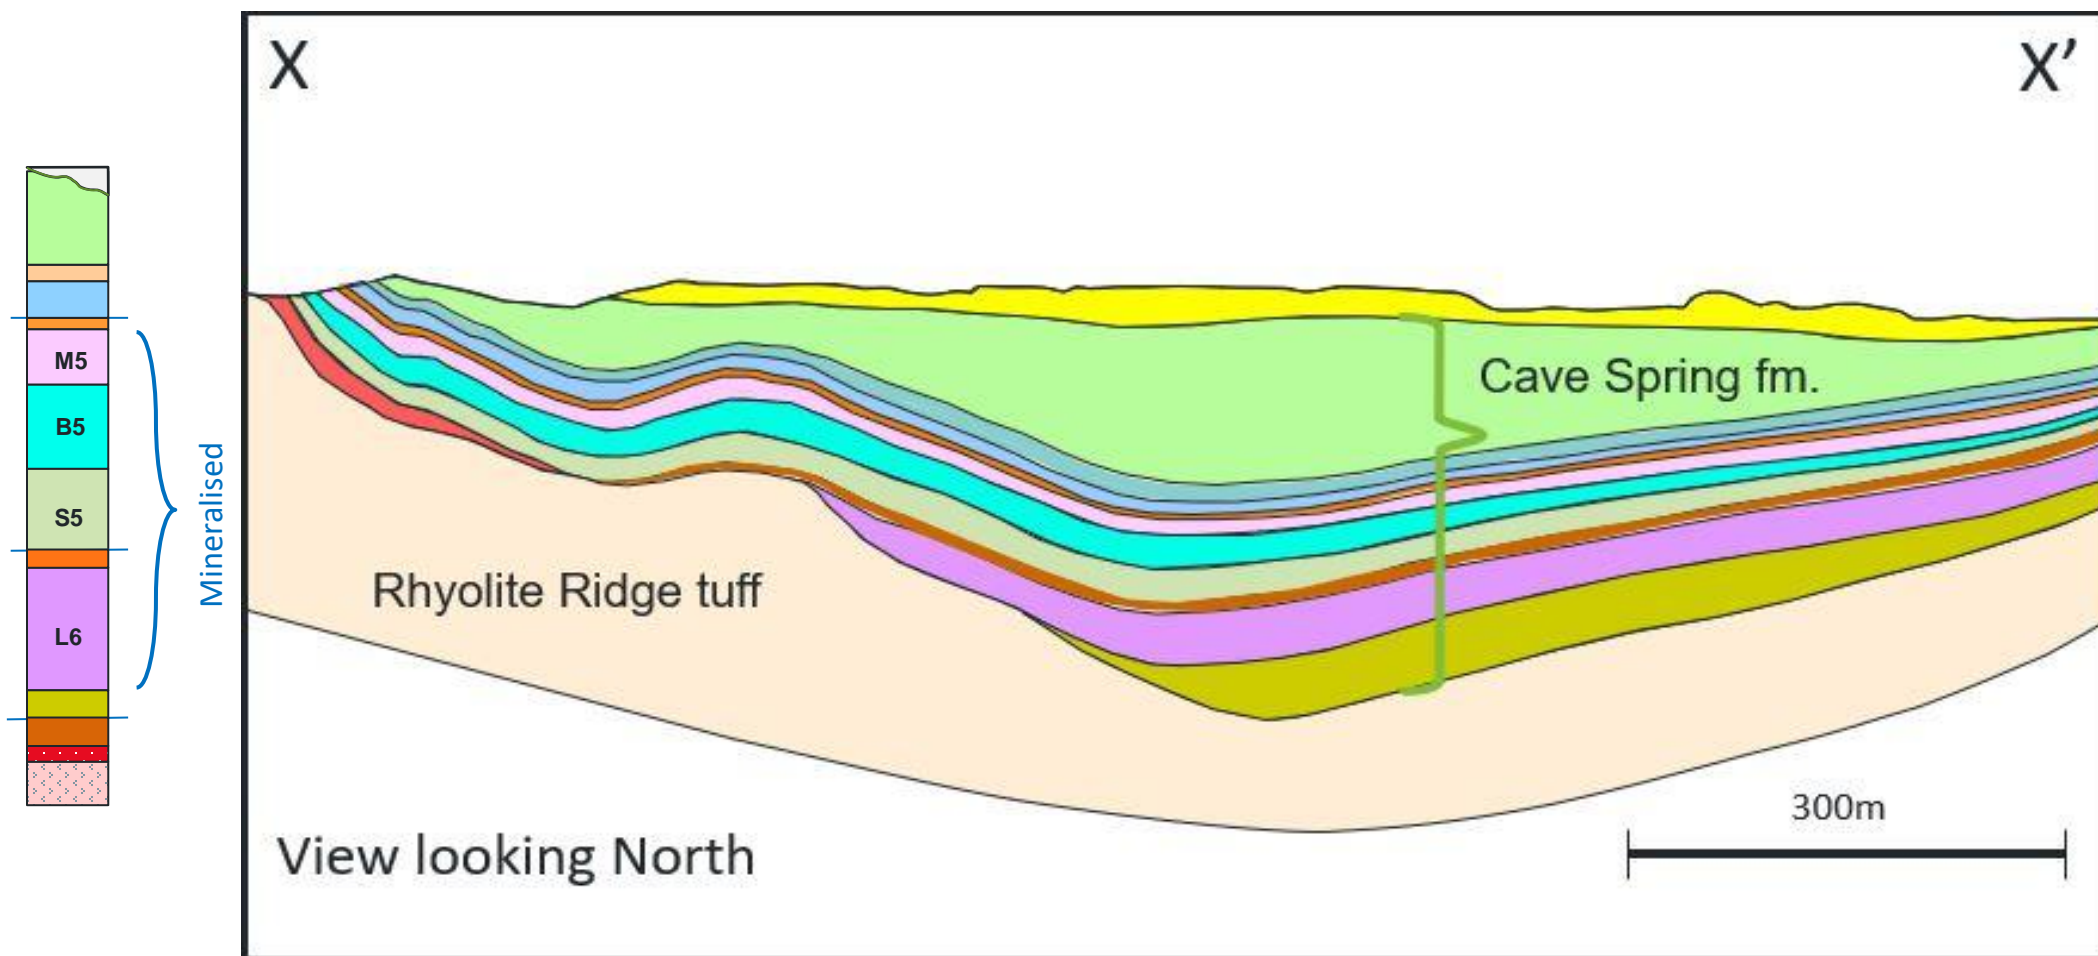 X
X’
M5
B5
S5
L6
Mineralised
Cave Spring fm.
Rhyolite Ridge tuff
300m
View looking North